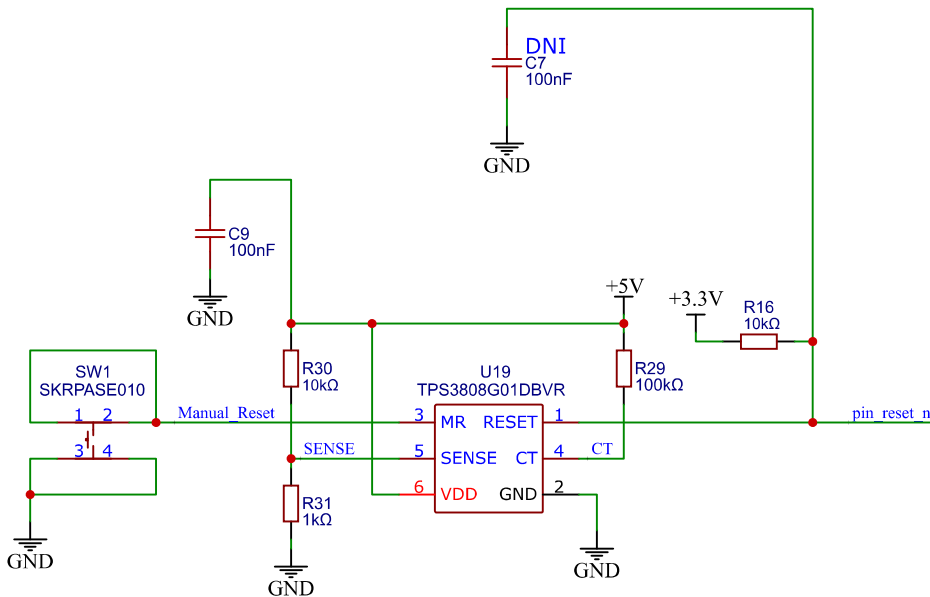 DNI
C7
100nF
GND
C9
100nF
GND
+5V
+3.3V
R16
10kΩ
SW1
SKRPASE010
R30
10kΩ
U19
TPS3808G01DBVR
R29
100kΩ
1 2
Manual_Reset
3 MR RESET 1
pin_reset_n
3 4
SENSE
5 SENSE CT 4
CT
6 VDD GND 2
R31
1kΩ
GND
GND
GND